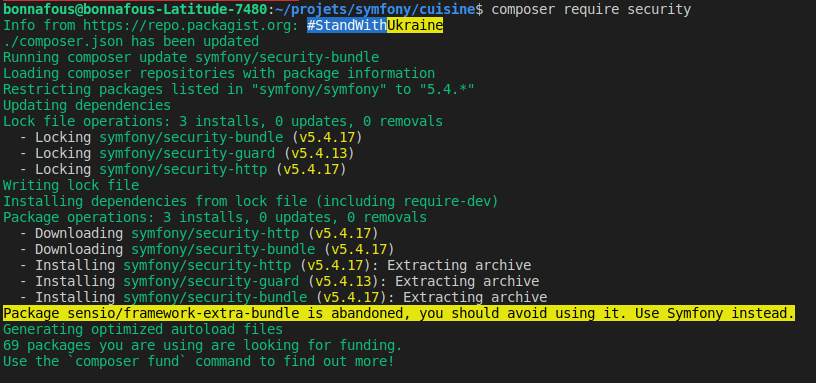 bonnafous@bonnafous-Latitude-7480:~/projets/symfony/cuisine$ composer require security
Info from https://repo.packagist.org: #StandWithUkraine
./composer.json has been updated
Running composer update symfony/security-bundle
Loading composer repositories with package information
Restricting packages listed in "symfony/symfony" to "5.4.*"
Updating dependencies
Lock file operations: 3 installs, 0 updates, 0 removals
  - Locking symfony/security-bundle (v5.4.17)
  - Locking symfony/security-guard (v5.4.13)
  - Locking symfony/security-http (v5.4.17)
Writing lock file
Installing dependencies from lock file (including require-dev)
Package operations: 3 installs, 0 updates, 0 removals
  - Downloading symfony/security-http (v5.4.17)
  - Downloading symfony/security-bundle (v5.4.17)
  - Installing symfony/security-http (v5.4.17): Extracting archive
  - Installing symfony/security-guard (v5.4.13): Extracting archive
  - Installing symfony/security-bundle (v5.4.17): Extracting archive
Package sensio/framework-extra-bundle is abandoned, you should avoid using it. Use Symfony instead.
Generating optimized autoload files
69 packages you are using are looking for funding.
Use the `composer fund` command to find out more!